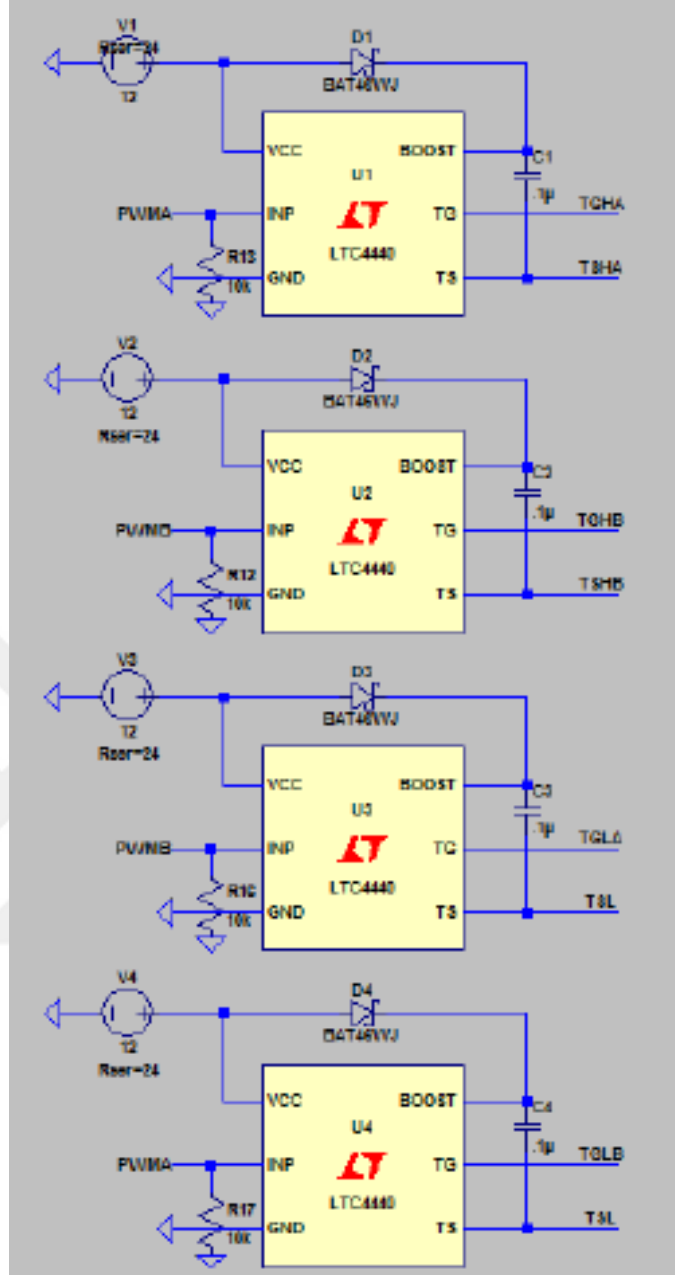 V1
Rser=24
12
D1
BAT46WJ
VCC
BOOST
U1
C1
.1µ
PWMA
INP
TG
TGHA
LTC4440
R13
10k
GND
TS
TSHA
V2
12
Rser=24
D2
BAT46WJ
VCC
BOOST
U2
C2
.1µ
PWMB
INP
TG
TGHB
LTC4440
R12
10k
GND
TS
TSHB
V3
12
Rser=24
D3
BAT46WJ
VCC
BOOST
U3
C3
.1µ
PWMB
INP
TG
TGLA
LTC4440
R16
10k
GND
TS
TSL
V4
12
Rser=24
D4
BAT46WJ
VCC
BOOST
U4
C4
.1µ
PWMA
INP
TG
TGLB
LTC4440
R17
10k
GND
TS
TSL